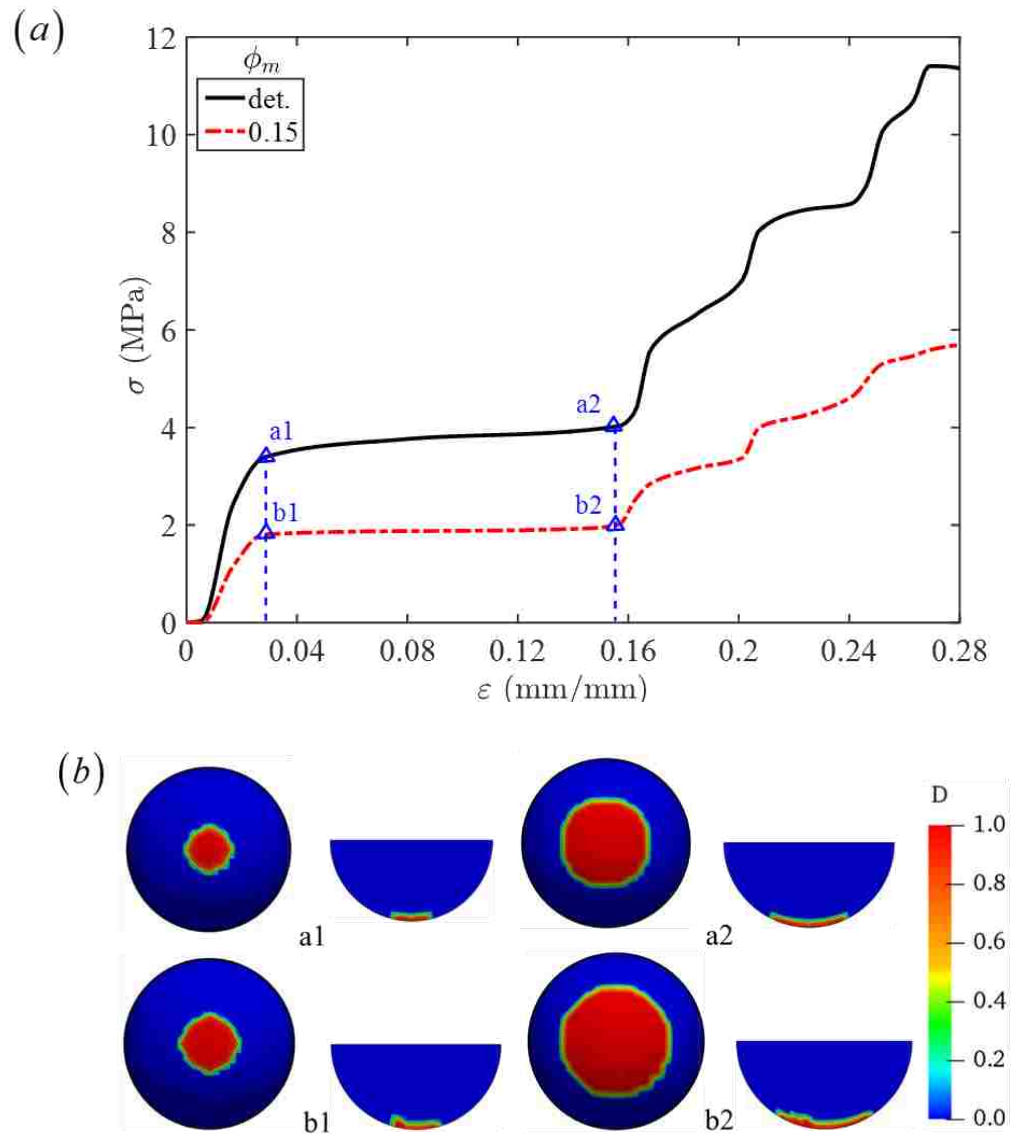 (a)
12
10
8
6
4
2
0
σ (MPa)
ϕm
det.
0.15
a1
a2
b1
b2
0 0.04 0.08 0.12 0.16 0.2 0.24 0.28
ε (mm/mm)
(b)
a1
a2
b1
b2
D
1.0
0.8
0.6
0.4
0.2
0.0